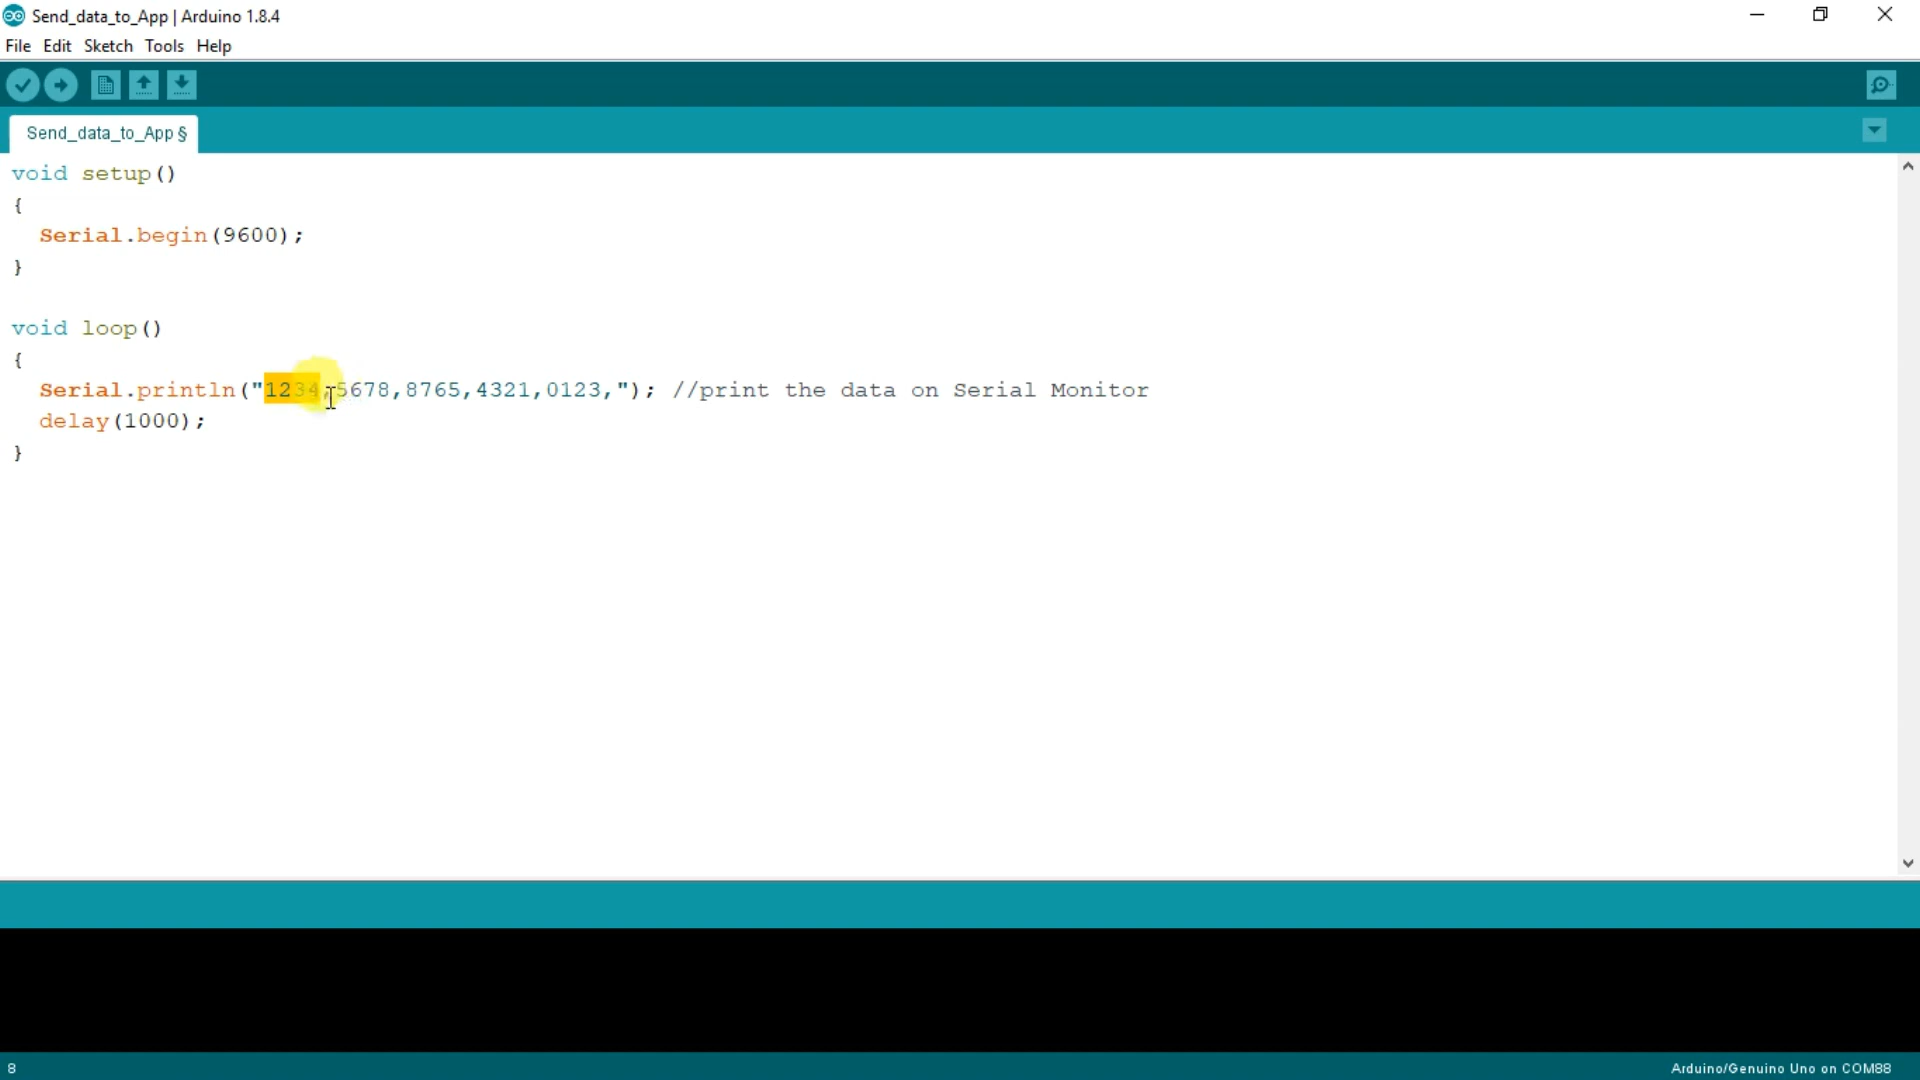 Send_data_to_App | Arduino 1.8.4
File Edit Sketch Tools Help
Send_data_to_App §
void setup()
{
  Serial.begin(9600);
}
void loop()
{
  Serial.println("1234,5678,8765,4321,0123,"); //print the data on Serial Monitor
  delay(1000);
}
8
Arduino/Genuino Uno on COM88